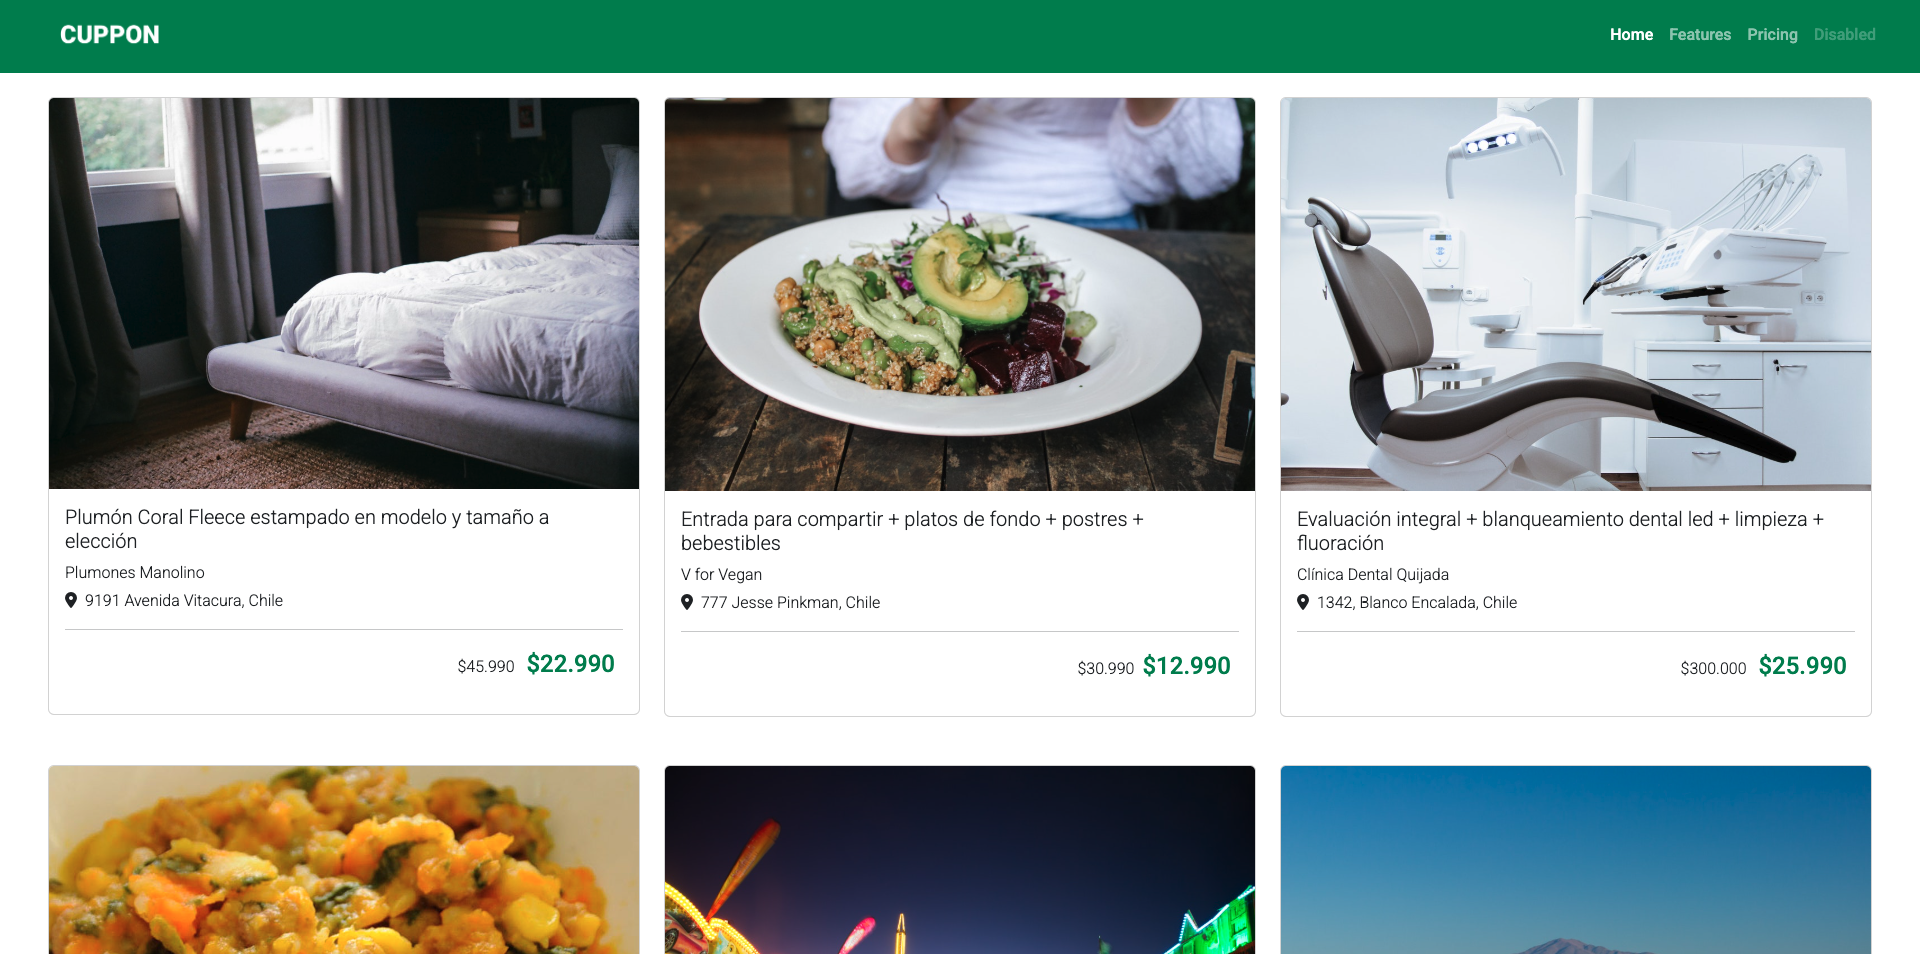 CUPPON
Home Features Pricing Disabled
Plumón Coral Fleece estampado en modelo y tamaño a
elección
Plumones Manolino
9191 Avenida Vitacura, Chile
$45.990 $22.990
Entrada para compartir + platos de fondo + postres +
bebestibles
V for Vegan
777 Jesse Pinkman, Chile
$30.990 $12.990
Evaluación integral + blanqueamiento dental led + limpieza +
fluoración
Clínica Dental Quijada
1342, Blanco Encalada, Chile
$300.000 $25.990